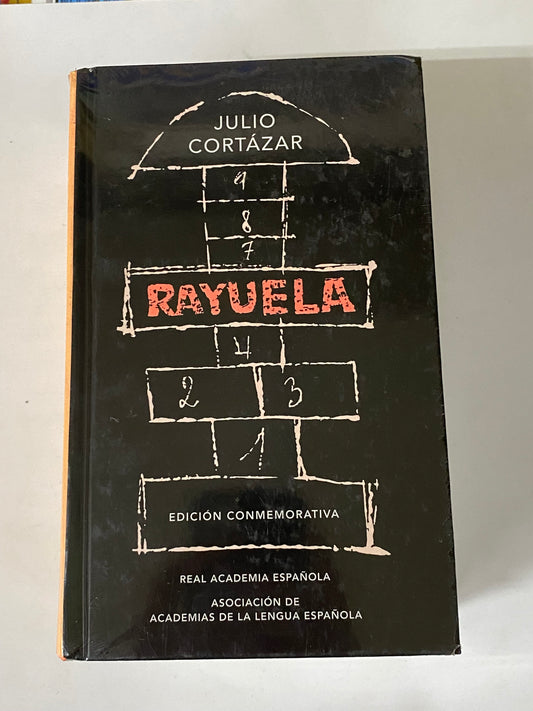 JULIO
CORTÁZAR
9
8
7
RAYUELA
4
2 3
1
EDICIÓN CONMEMORATIVA
REAL ACADEMIA ESPAÑOLA
ASOCIACIÓN DE
ACADEMIAS DE LA LENGUA ESPAÑOLA